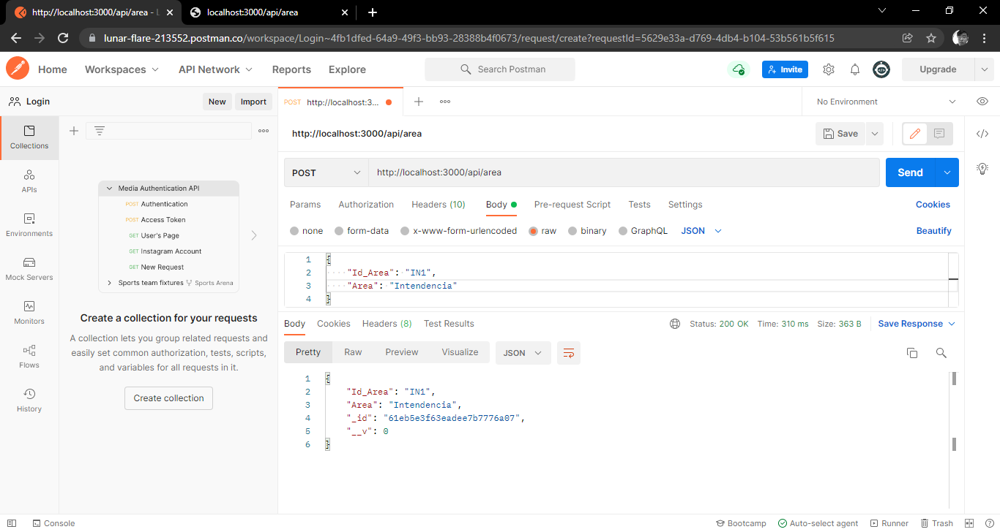 http://localhost:3000/api/area - L
http://localhost:3000/api/area
lunar-flare-213552.postman.co/workspace/Login~4fb1dfed-64a9-49f3-bb93-28388b4f0673/request/create?requestId=5629e33a-d769-4db4-b104-53b561b5f615
Home Workspaces API Network Reports Explore Search Postman Invite Upgrade
Login New Import
POST http://localhost:3... No Environment
Collections
APIs
Environments
Mock Servers
Monitors
Flows
History
Media Authentication API
POST Authentication
POST Access Token
GET User's Page
GET Instagram Account
GET New Request
Sports team fixtures Sports Arena
Create a collection for your requests
A collection lets you group related requests and
easily set common authorization, tests, scripts,
and variables for all requests in it.
Create collection
http://localhost:3000/api/area Save
POST http://localhost:3000/api/area Send
Params Authorization Headers (10) Body Pre-request Script Tests Settings Cookies
none form-data x-www-form-urlencoded raw binary GraphQL JSON Beautify
1 {
2 "Id_Area": "IN1",
3 "Area": "Intendencia"
4 }
Body Cookies Headers (8) Test Results Status: 200 OK Time: 310 ms Size: 363 B Save Response
Pretty Raw Preview Visualize JSON
1 {
2 "Id_Area": "IN1",
3 "Area": "Intendencia",
4 "_id": "61eb5e3f63eadee7b7776a07",
5 "__v": 0
6 }
Console Bootcamp Auto-select agent Runner Trash